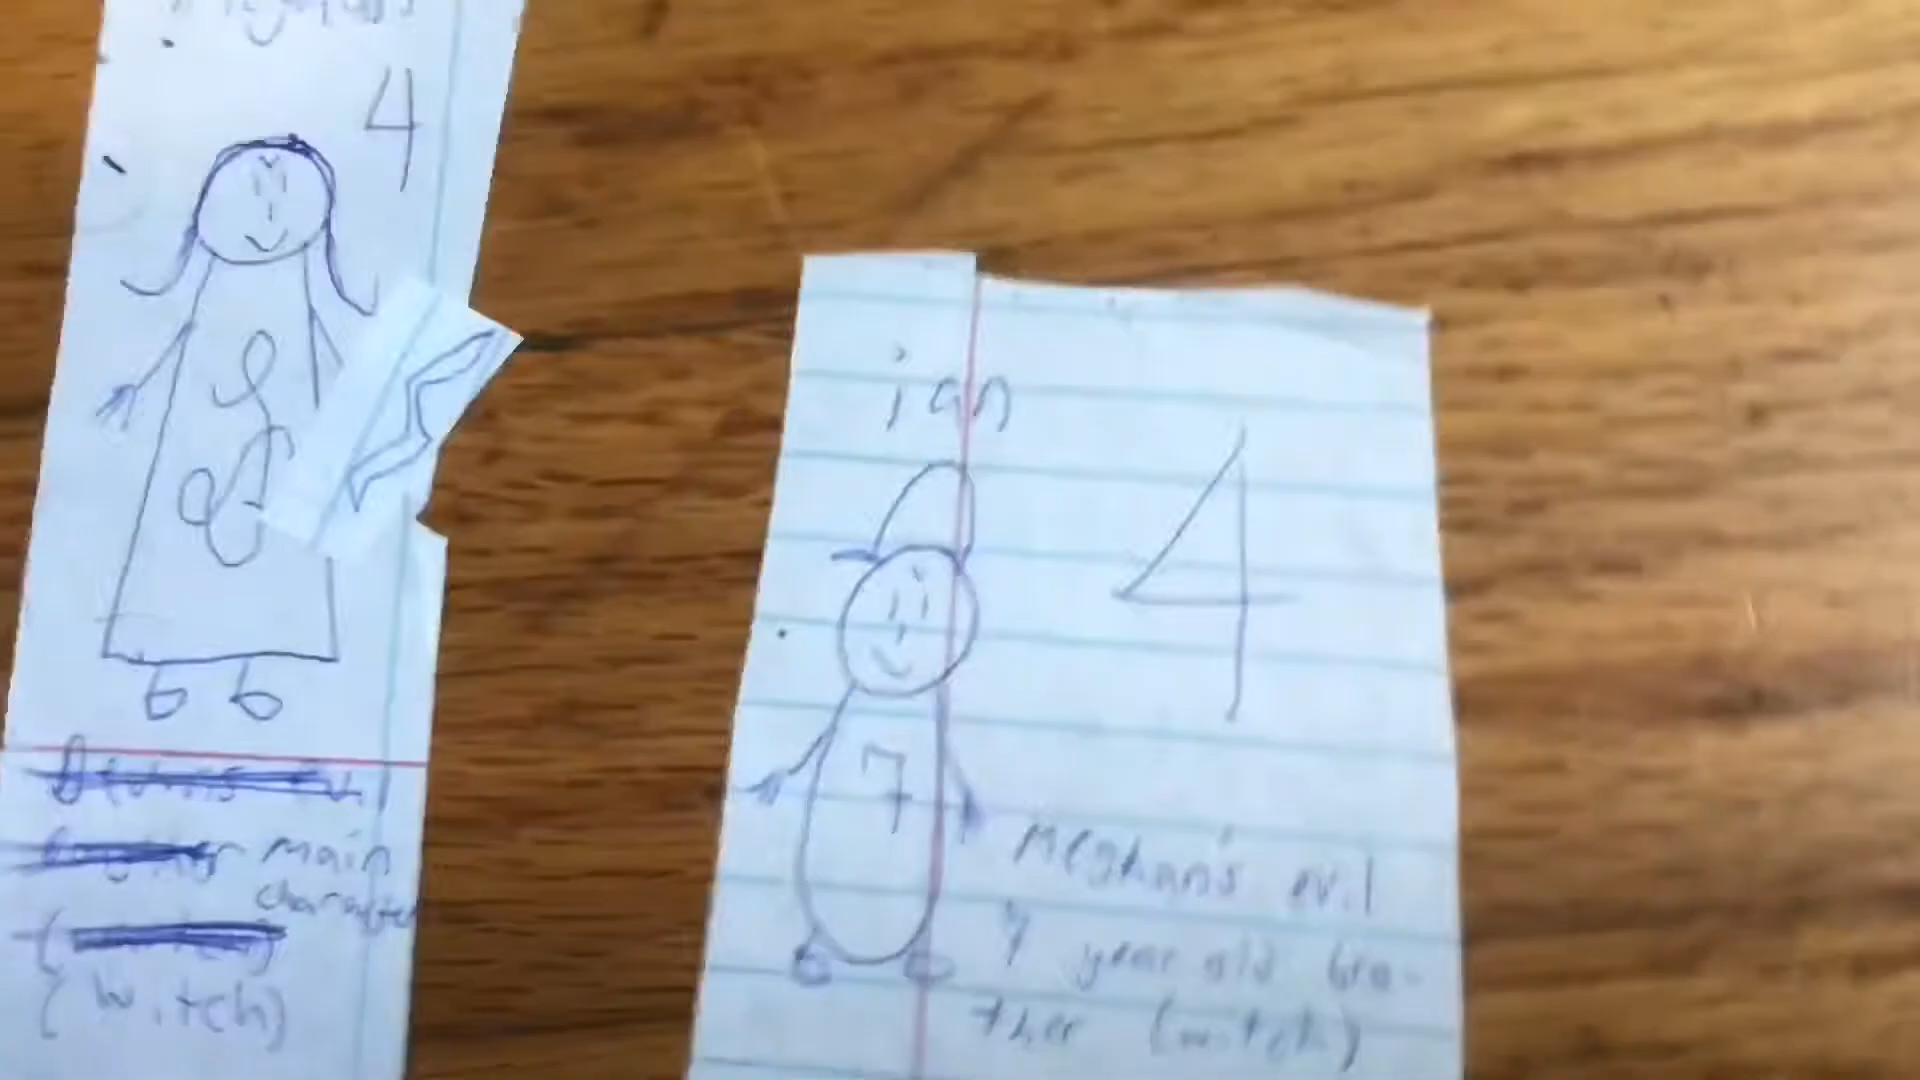 4
main
character
(witch)
ian
4
7
Meghan's evil
4 year old bro-
ther (witch)